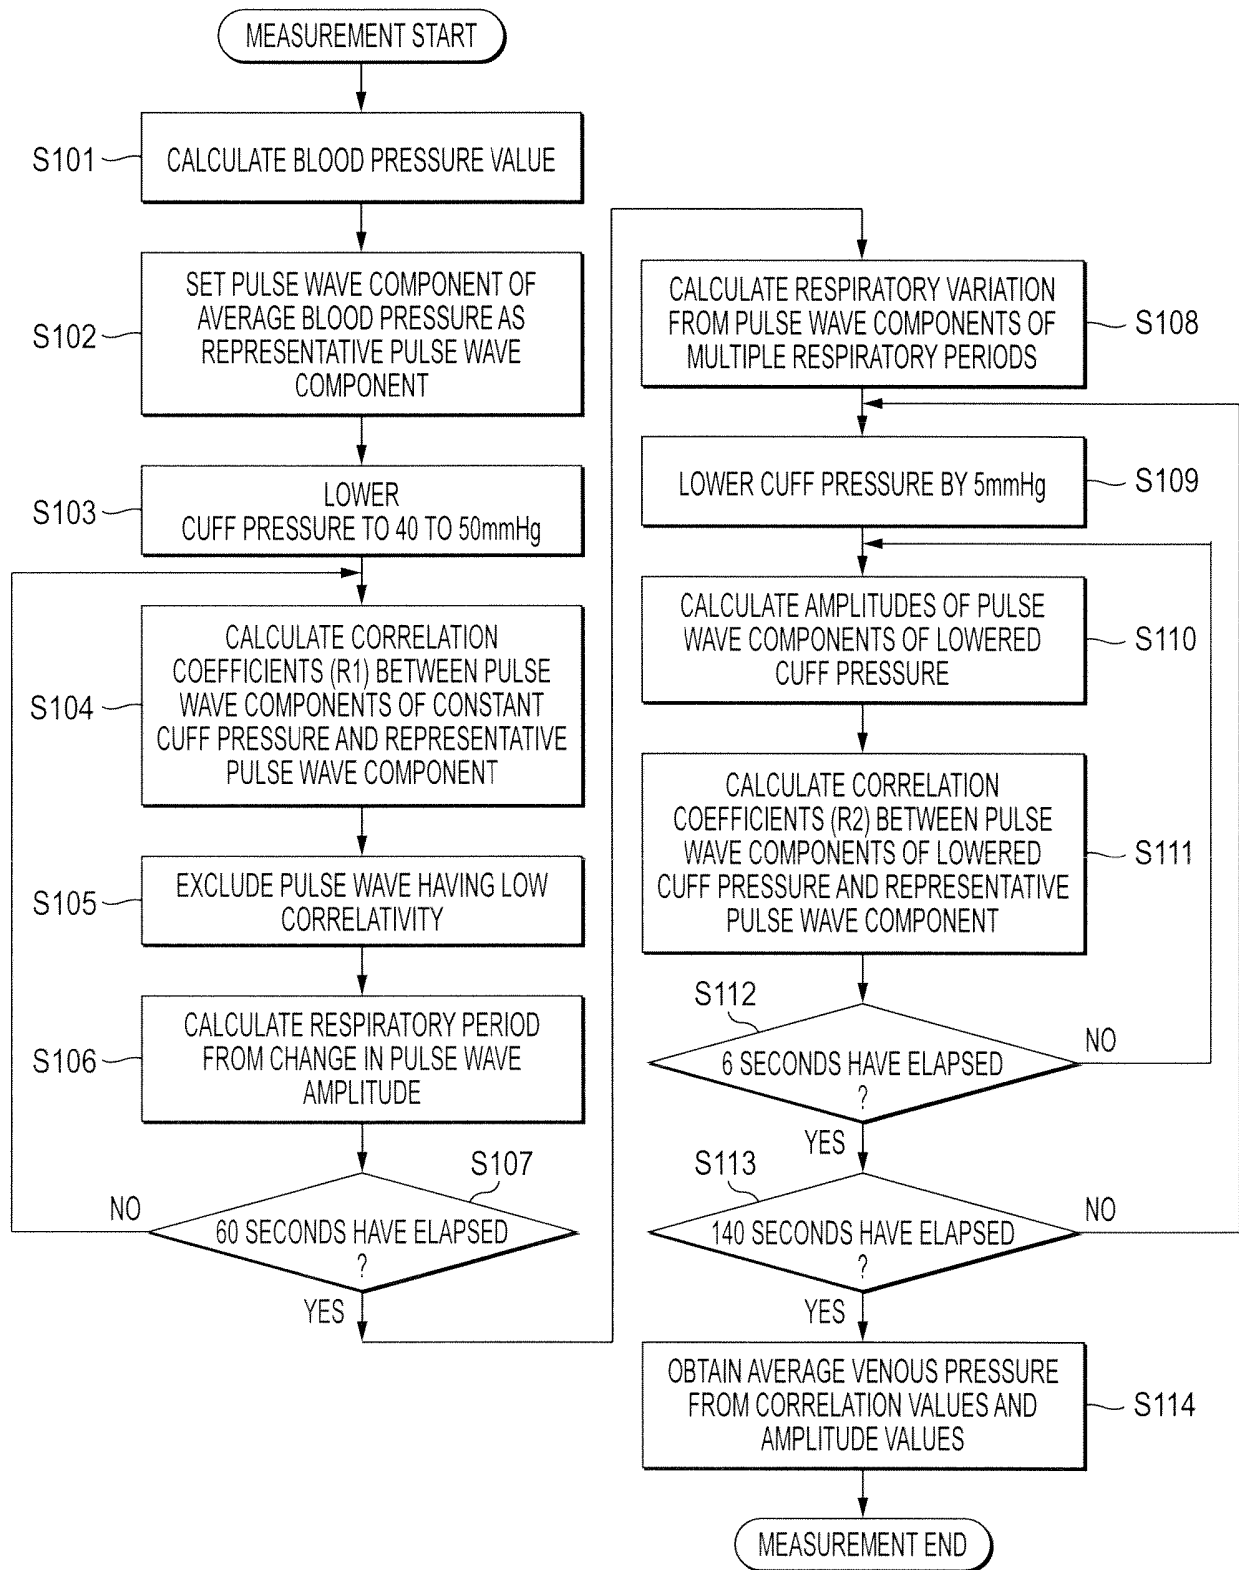 MEASUREMENT START
S101
CALCULATE BLOOD PRESSURE VALUE
S102
SET PULSE WAVE COMPONENT OF
AVERAGE BLOOD PRESSURE AS
REPRESENTATIVE PULSE WAVE
COMPONENT
S103
LOWER
CUFF PRESSURE TO 40 TO 50mmHg
S104
CALCULATE CORRELATION
COEFFICIENTS (R1) BETWEEN PULSE
WAVE COMPONENTS OF CONSTANT
CUFF PRESSURE AND REPRESENTATIVE
PULSE WAVE COMPONENT
S105
EXCLUDE PULSE WAVE HAVING LOW
CORRELATIVITY
S106
CALCULATE RESPIRATORY PERIOD
FROM CHANGE IN PULSE WAVE
AMPLITUDE
S107
NO
60 SECONDS HAVE ELAPSED
?
YES
CALCULATE RESPIRATORY VARIATION
FROM PULSE WAVE COMPONENTS OF
MULTIPLE RESPIRATORY PERIODS
S108
LOWER CUFF PRESSURE BY 5mmHg
S109
CALCULATE AMPLITUDES OF PULSE
WAVE COMPONENTS OF LOWERED
CUFF PRESSURE
S110
CALCULATE CORRELATION
COEFFICIENTS (R2) BETWEEN PULSE
WAVE COMPONENTS OF LOWERED
CUFF PRESSURE AND REPRESENTATIVE
PULSE WAVE COMPONENT
S111
S112
NO
6 SECONDS HAVE ELAPSED
?
YES
S113
NO
140 SECONDS HAVE ELAPSED
?
YES
OBTAIN AVERAGE VENOUS PRESSURE
FROM CORRELATION VALUES AND
AMPLITUDE VALUES
S114
MEASUREMENT END